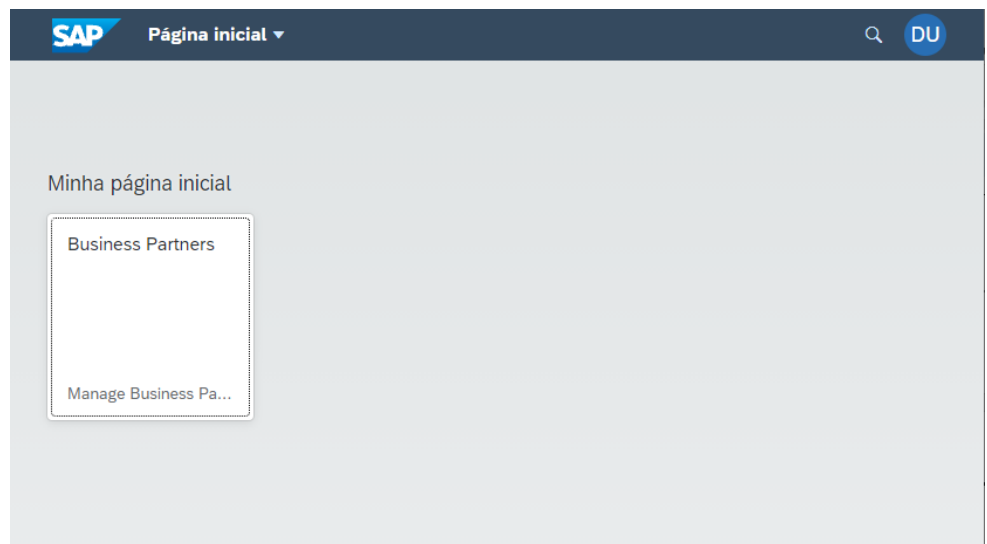 SAP Página inicial DU
Minha página inicial
Business Partners
Manage Business Pa...